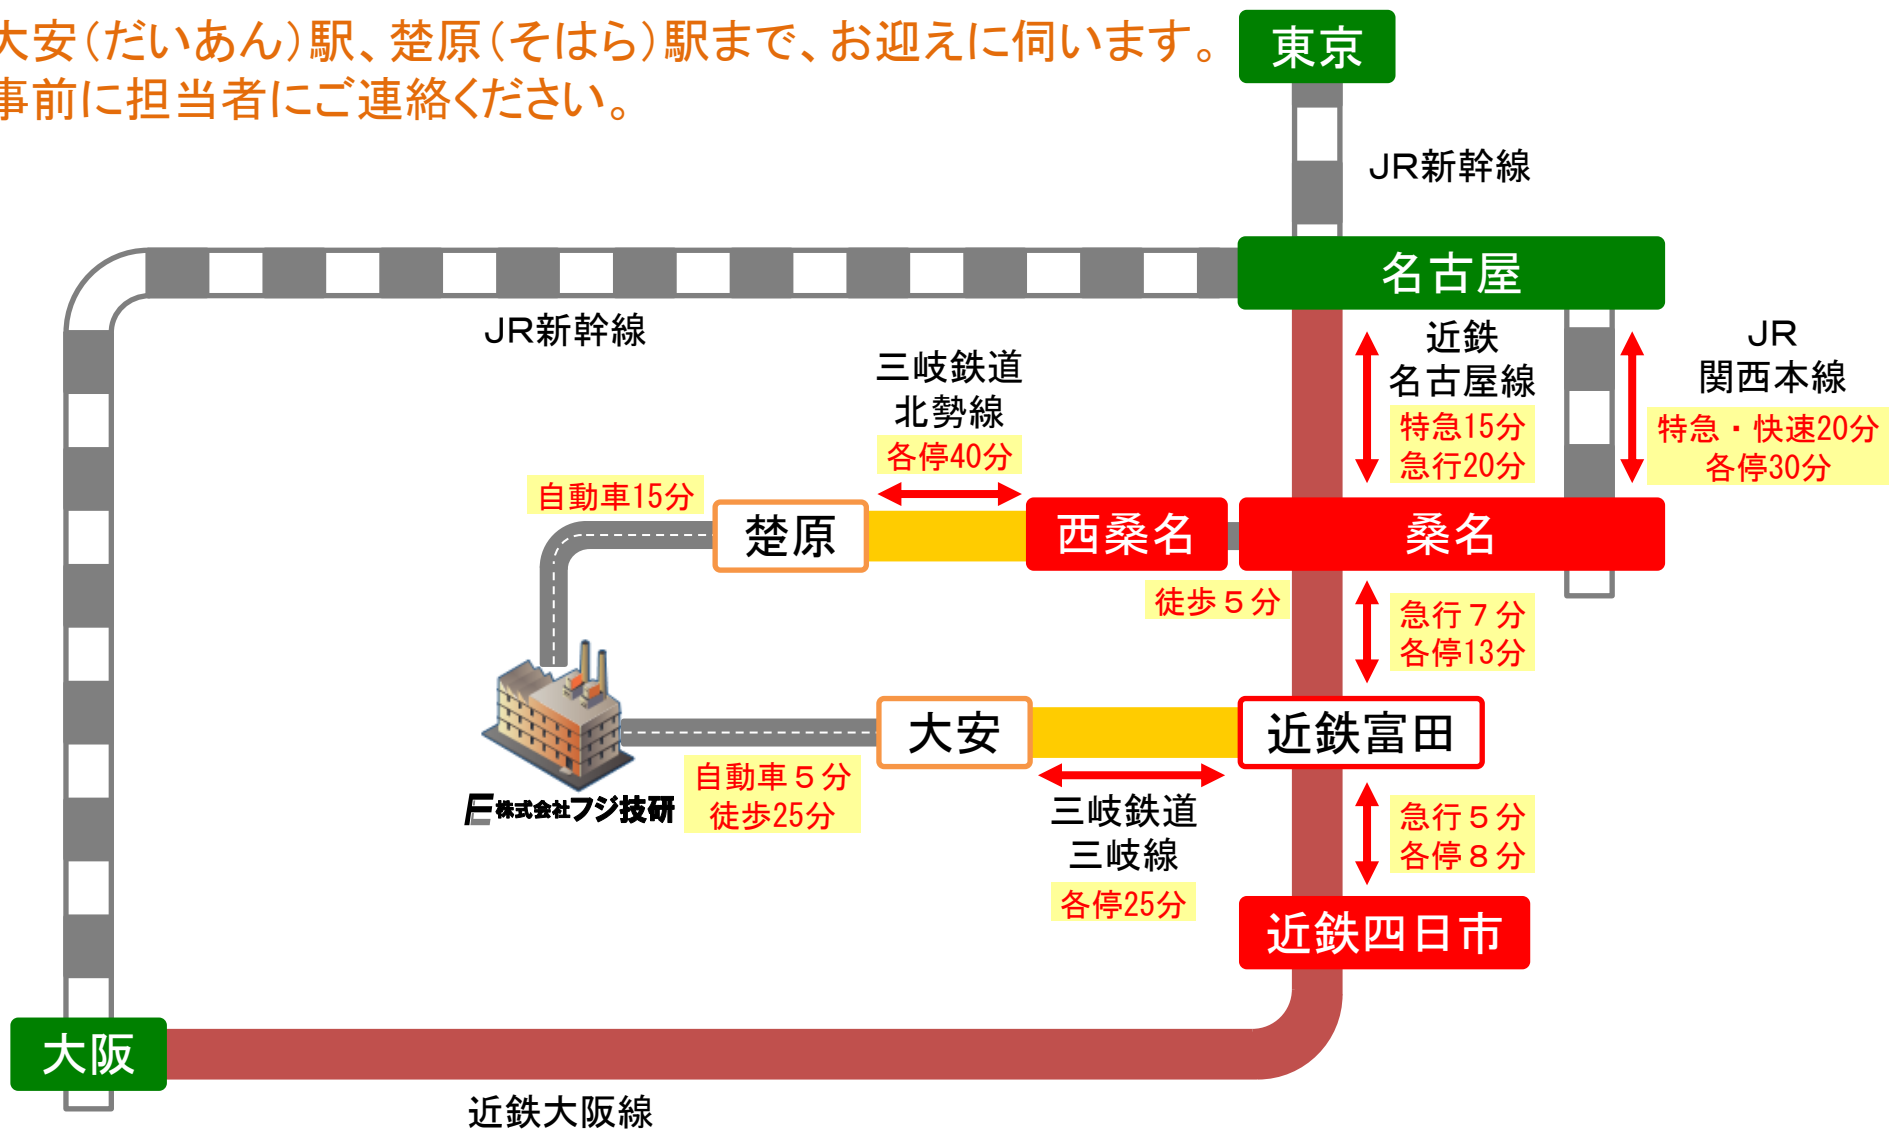 大安（だいあん）駅、楚原（そはら）駅まで、お迎えに伺います。
事前に担当者にご連絡ください。
東京
ＪＲ新幹線
名古屋
ＪＲ新幹線
近鉄
名古屋線
特急15分
急行20分
ＪＲ
関西本線
特急・快速20分
各停30分
三岐鉄道
北勢線
各停40分
自動車15分
楚原
西桑名
桑名
徒歩５分
急行７分
各停13分
大安
近鉄富田
自動車５分
徒歩25分
株式会社フジ技研
三岐鉄道
三岐線
各停25分
急行５分
各停８分
近鉄四日市
大阪
近鉄大阪線